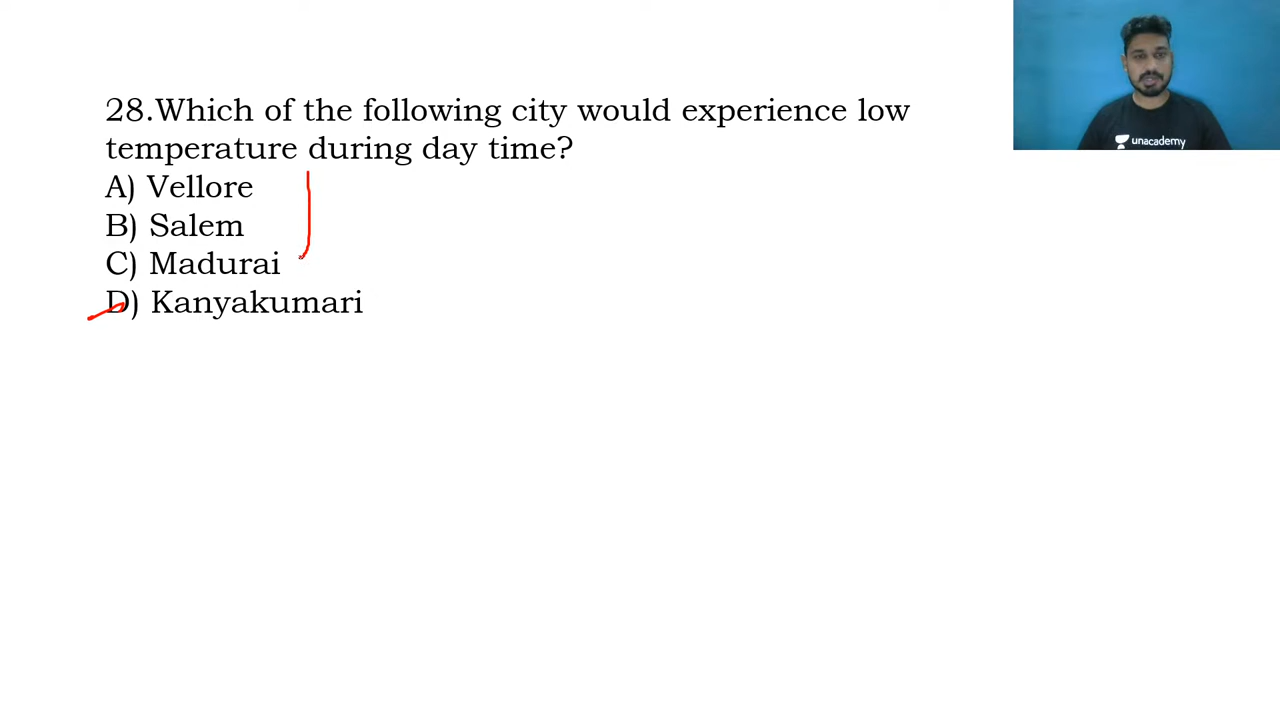 28.Which of the following city would experience low
temperature during day time?
A) Vellore
B) Salem
C) Madurai
D) Kanyakumari
unacademy